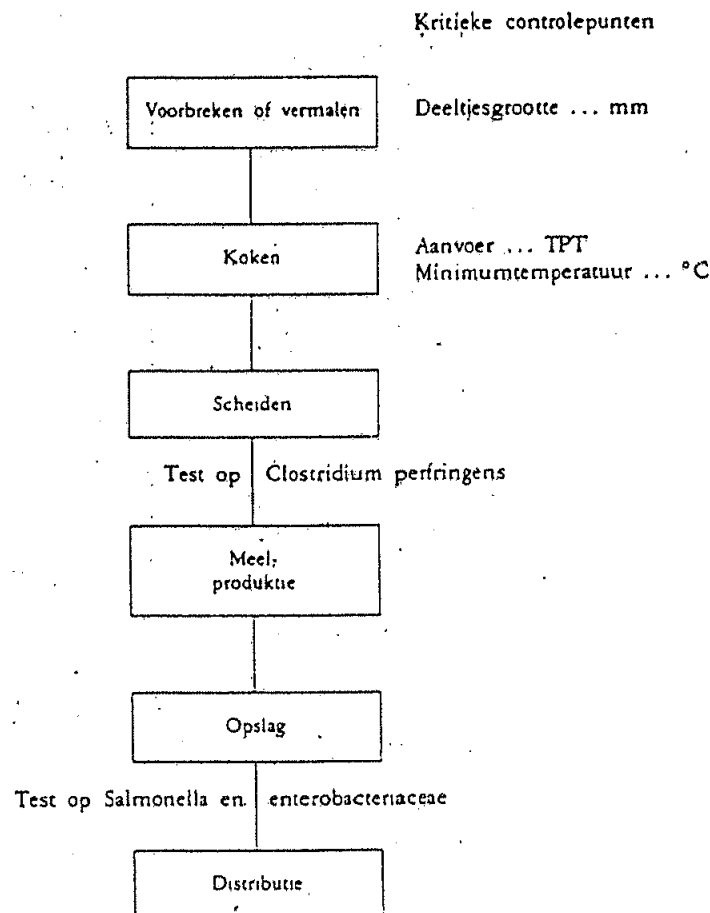 Kritieke controlepunten
Voorbreken of vermalen
Deeltjesgrootte ... mm
Koken
Aanvoer ... TPT
Minimumtemperatuur ... °C
Scheiden
Test op Clostridium perfringens
Meel-
produktie
Opslag
Test op Salmonella en enterobacteriaceae
Distributie